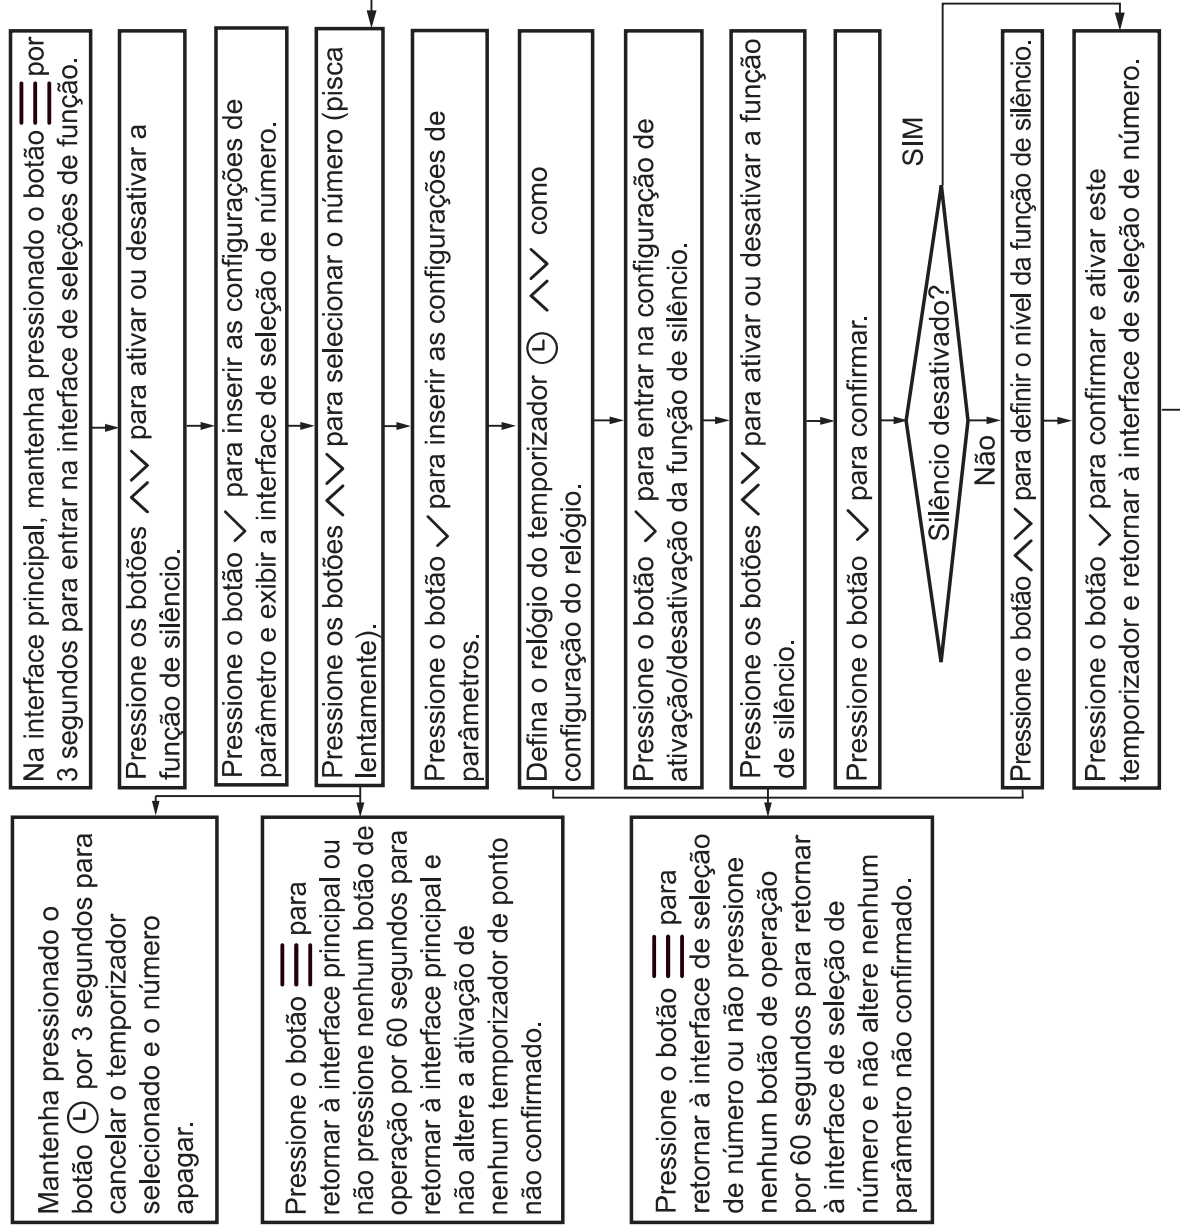 Na interface principal, mantenha pressionado o botão por
3 segundos para entrar na interface de seleções de função.
Pressione os botões para ativar ou desativar a
função de silêncio.
Pressione o botão para inserir as configurações de
parâmetro e exibir a interface de seleção de número.
Pressione os botões para selecionar o número (pisca
lentamente).
Pressione o botão para inserir as configurações de
parâmetros.
Defina o relógio do temporizador como
configuração do relógio.
Pressione o botão para entrar na configuração de
ativação/desativação da função de silêncio.
Pressione os botões para ativar ou desativar a função
de silêncio.
Pressione o botão para confirmar.
Silêncio desativado?
SIM
Não
Pressione o botão para definir o nível da função de silêncio.
Pressione o botão para confirmar e ativar este
temporizador e retornar à interface de seleção de número.
Mantenha pressionado o
botão por 3 segundos para
cancelar o temporizador
selecionado e o número
apagar.
Pressione o botão para
retornar à interface principal ou
não pressione nenhum botão de
operação por 60 segundos para
retornar à interface principal e
não altere a ativação de
nenhum temporizador de ponto
não confirmado.
Pressione o botão para
retornar à interface de seleção
de número ou não pressione
nenhum botão de operação
por 60 segundos para retornar
à interface de seleção de
número e não altere nenhum
parâmetro não confirmado.